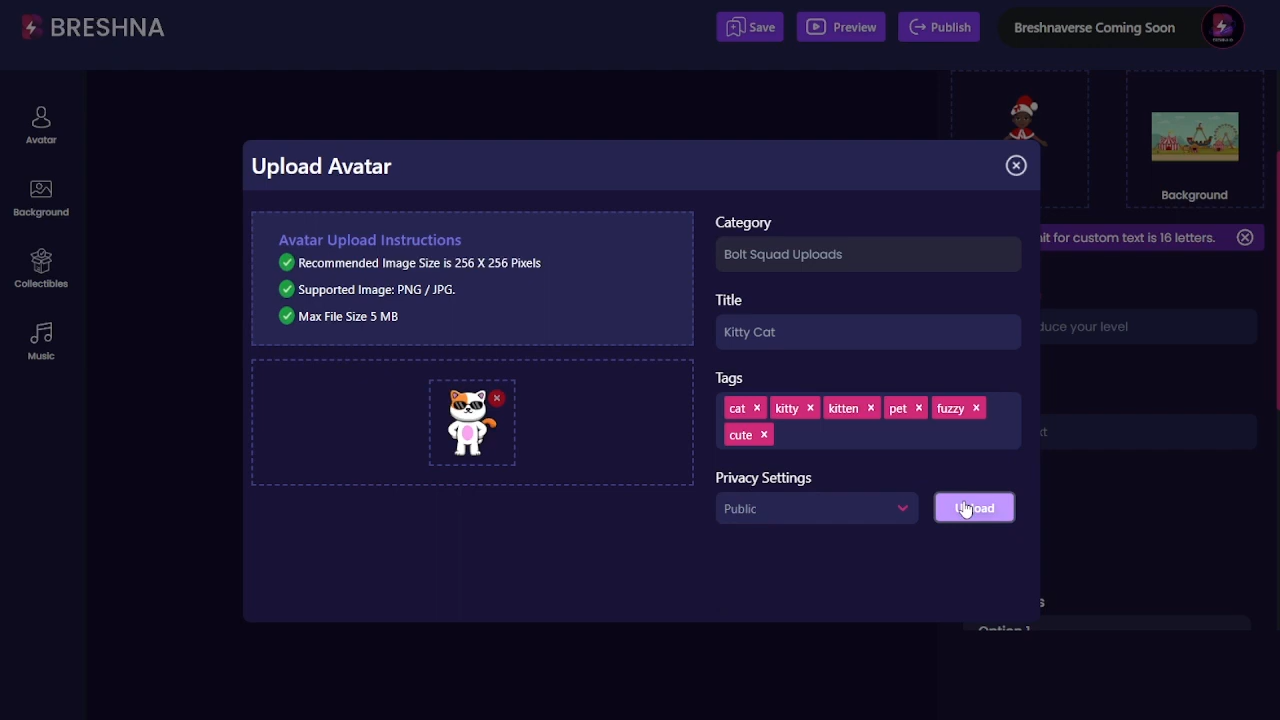 BRESHNA
Save
Preview
Publish
Breshnaverse Coming Soon
Avatar
Background
Collectibles
Music
Upload Avatar
Avatar Upload Instructions
Recommended Image Size is 256 X 256 Pixels
Supported Image: PNG / JPG.
Max File Size 5 MB
Category
Bolt Squad Uploads
Title
Kitty Cat
Tags
cat
kitty
kitten
pet
fuzzy
cute
Privacy Settings
Public
Background
for custom text is 16 letters.
your level
Option 1